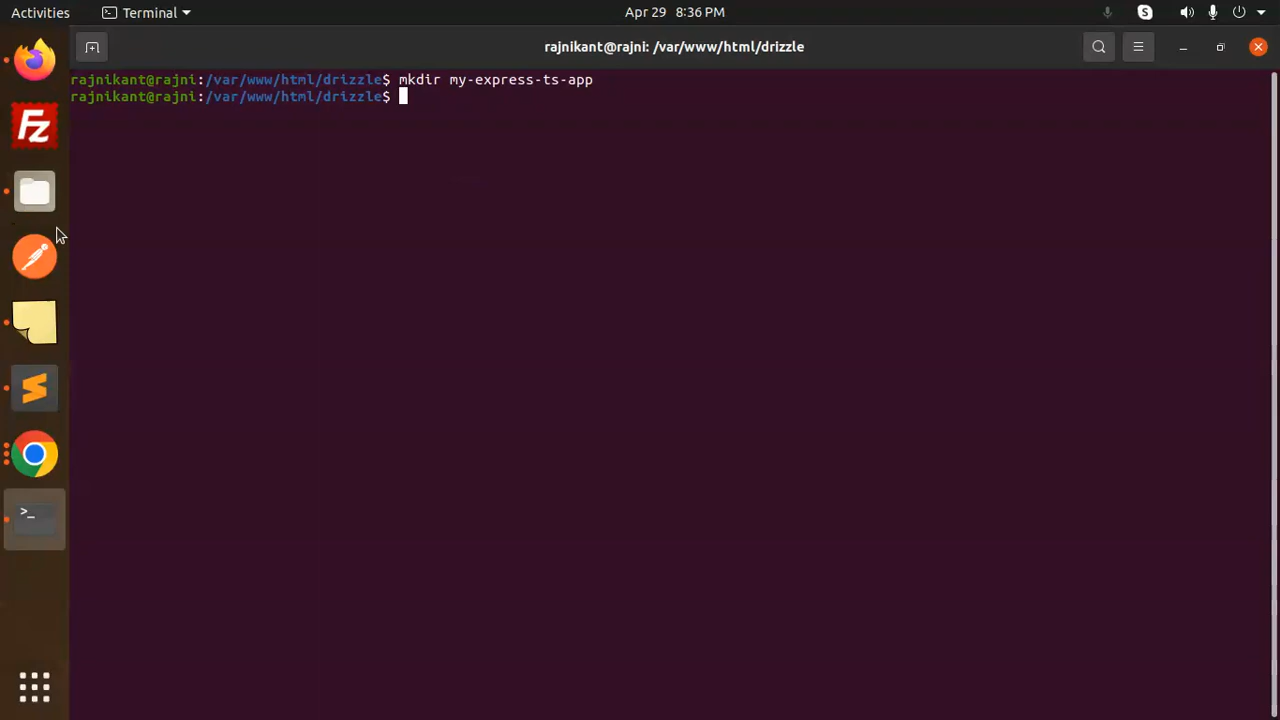 Activities
Terminal
Apr 29 8:36 PM
rajnikant@rajni: /var/www/html/drizzle
rajnikant@rajni:/var/www/html/drizzle$ mkdir my-express-ts-app
rajnikant@rajni:/var/www/html/drizzle$
Fz
S
>_